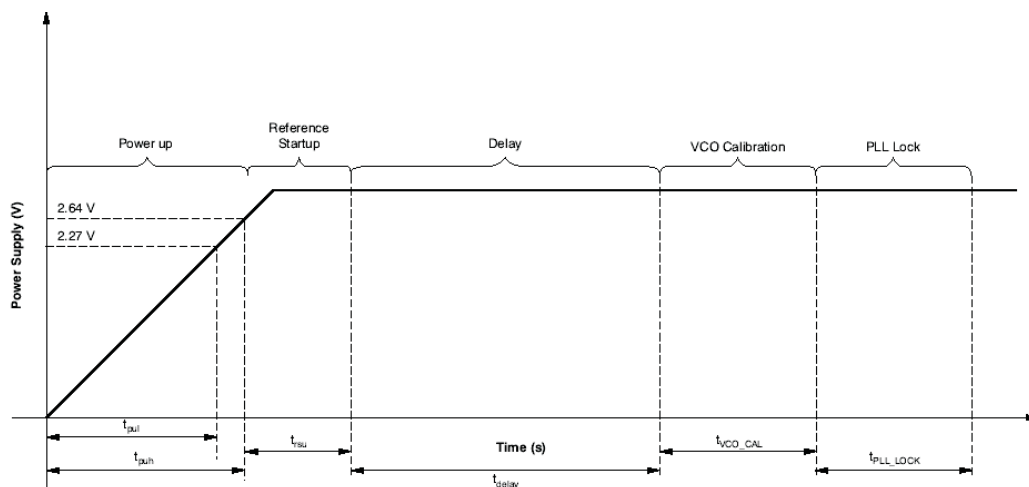 Power up
Reference
Startup
Delay
VCO Calibration
PLL Lock
2.64 V
2.27 V
Power Supply (V)
tpul
tpuh
trsu
Time (s)
tdelay
tVCO_CAL
tPLL_LOCK